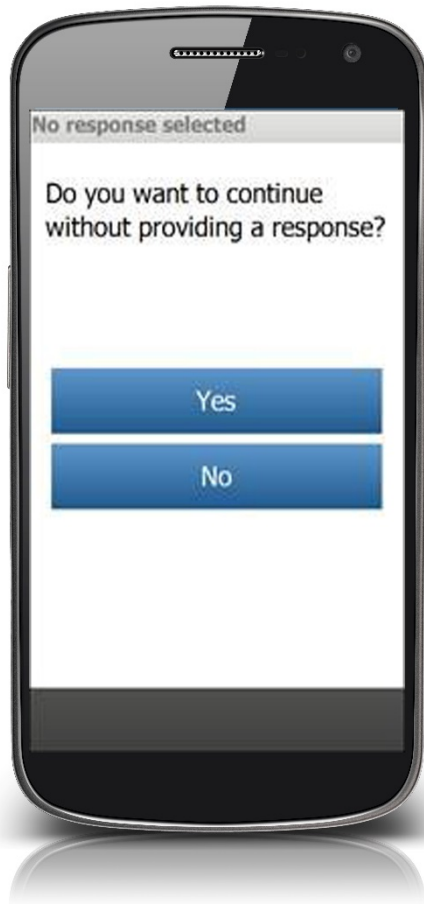 No response selected
Do you want to continue
without providing a response?
Yes
No